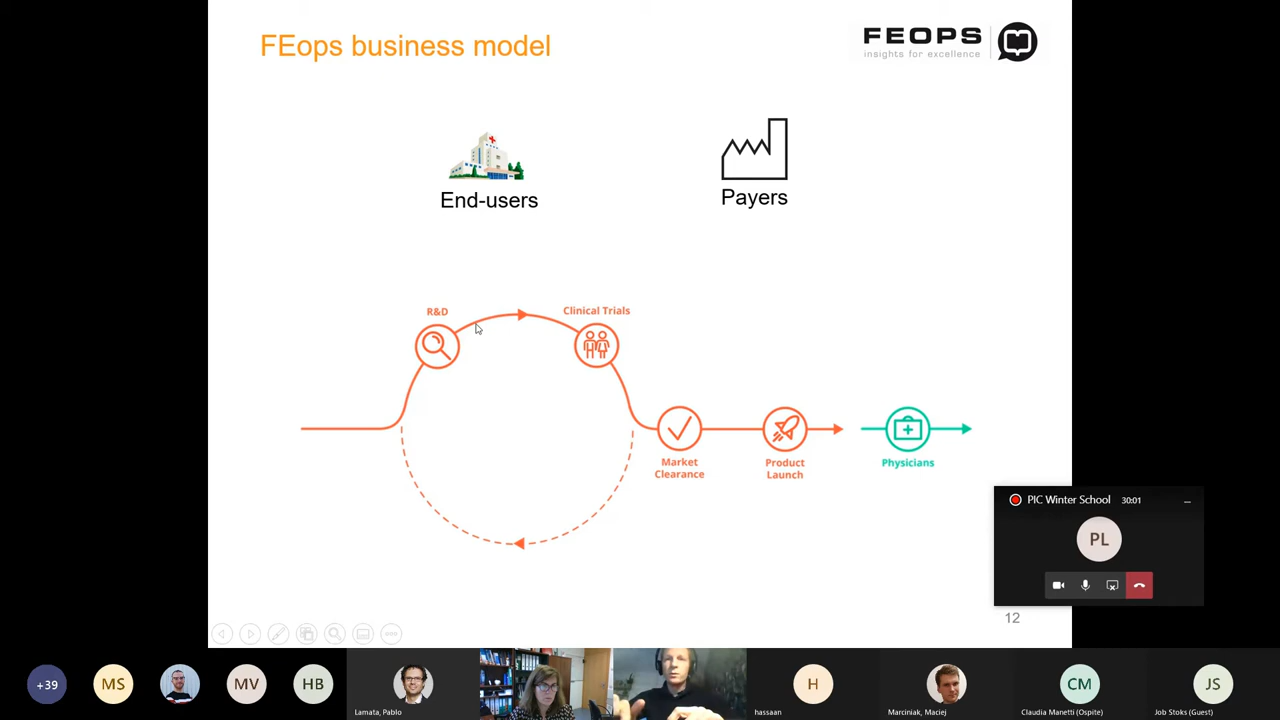 FEops business model
FEOPS
insights for excellence
End-users
Payers
R&D
Clinical Trials
Market
Clearance
Product
Launch
Physicians
PIC Winter School 30:01
PL
12
+39
MS
MV
HB
Lamata, Pablo
H
hassaan
Marciniak, Maciej
CM
Claudia Manetti (Ospite)
JS
Job Stoks (Guest)